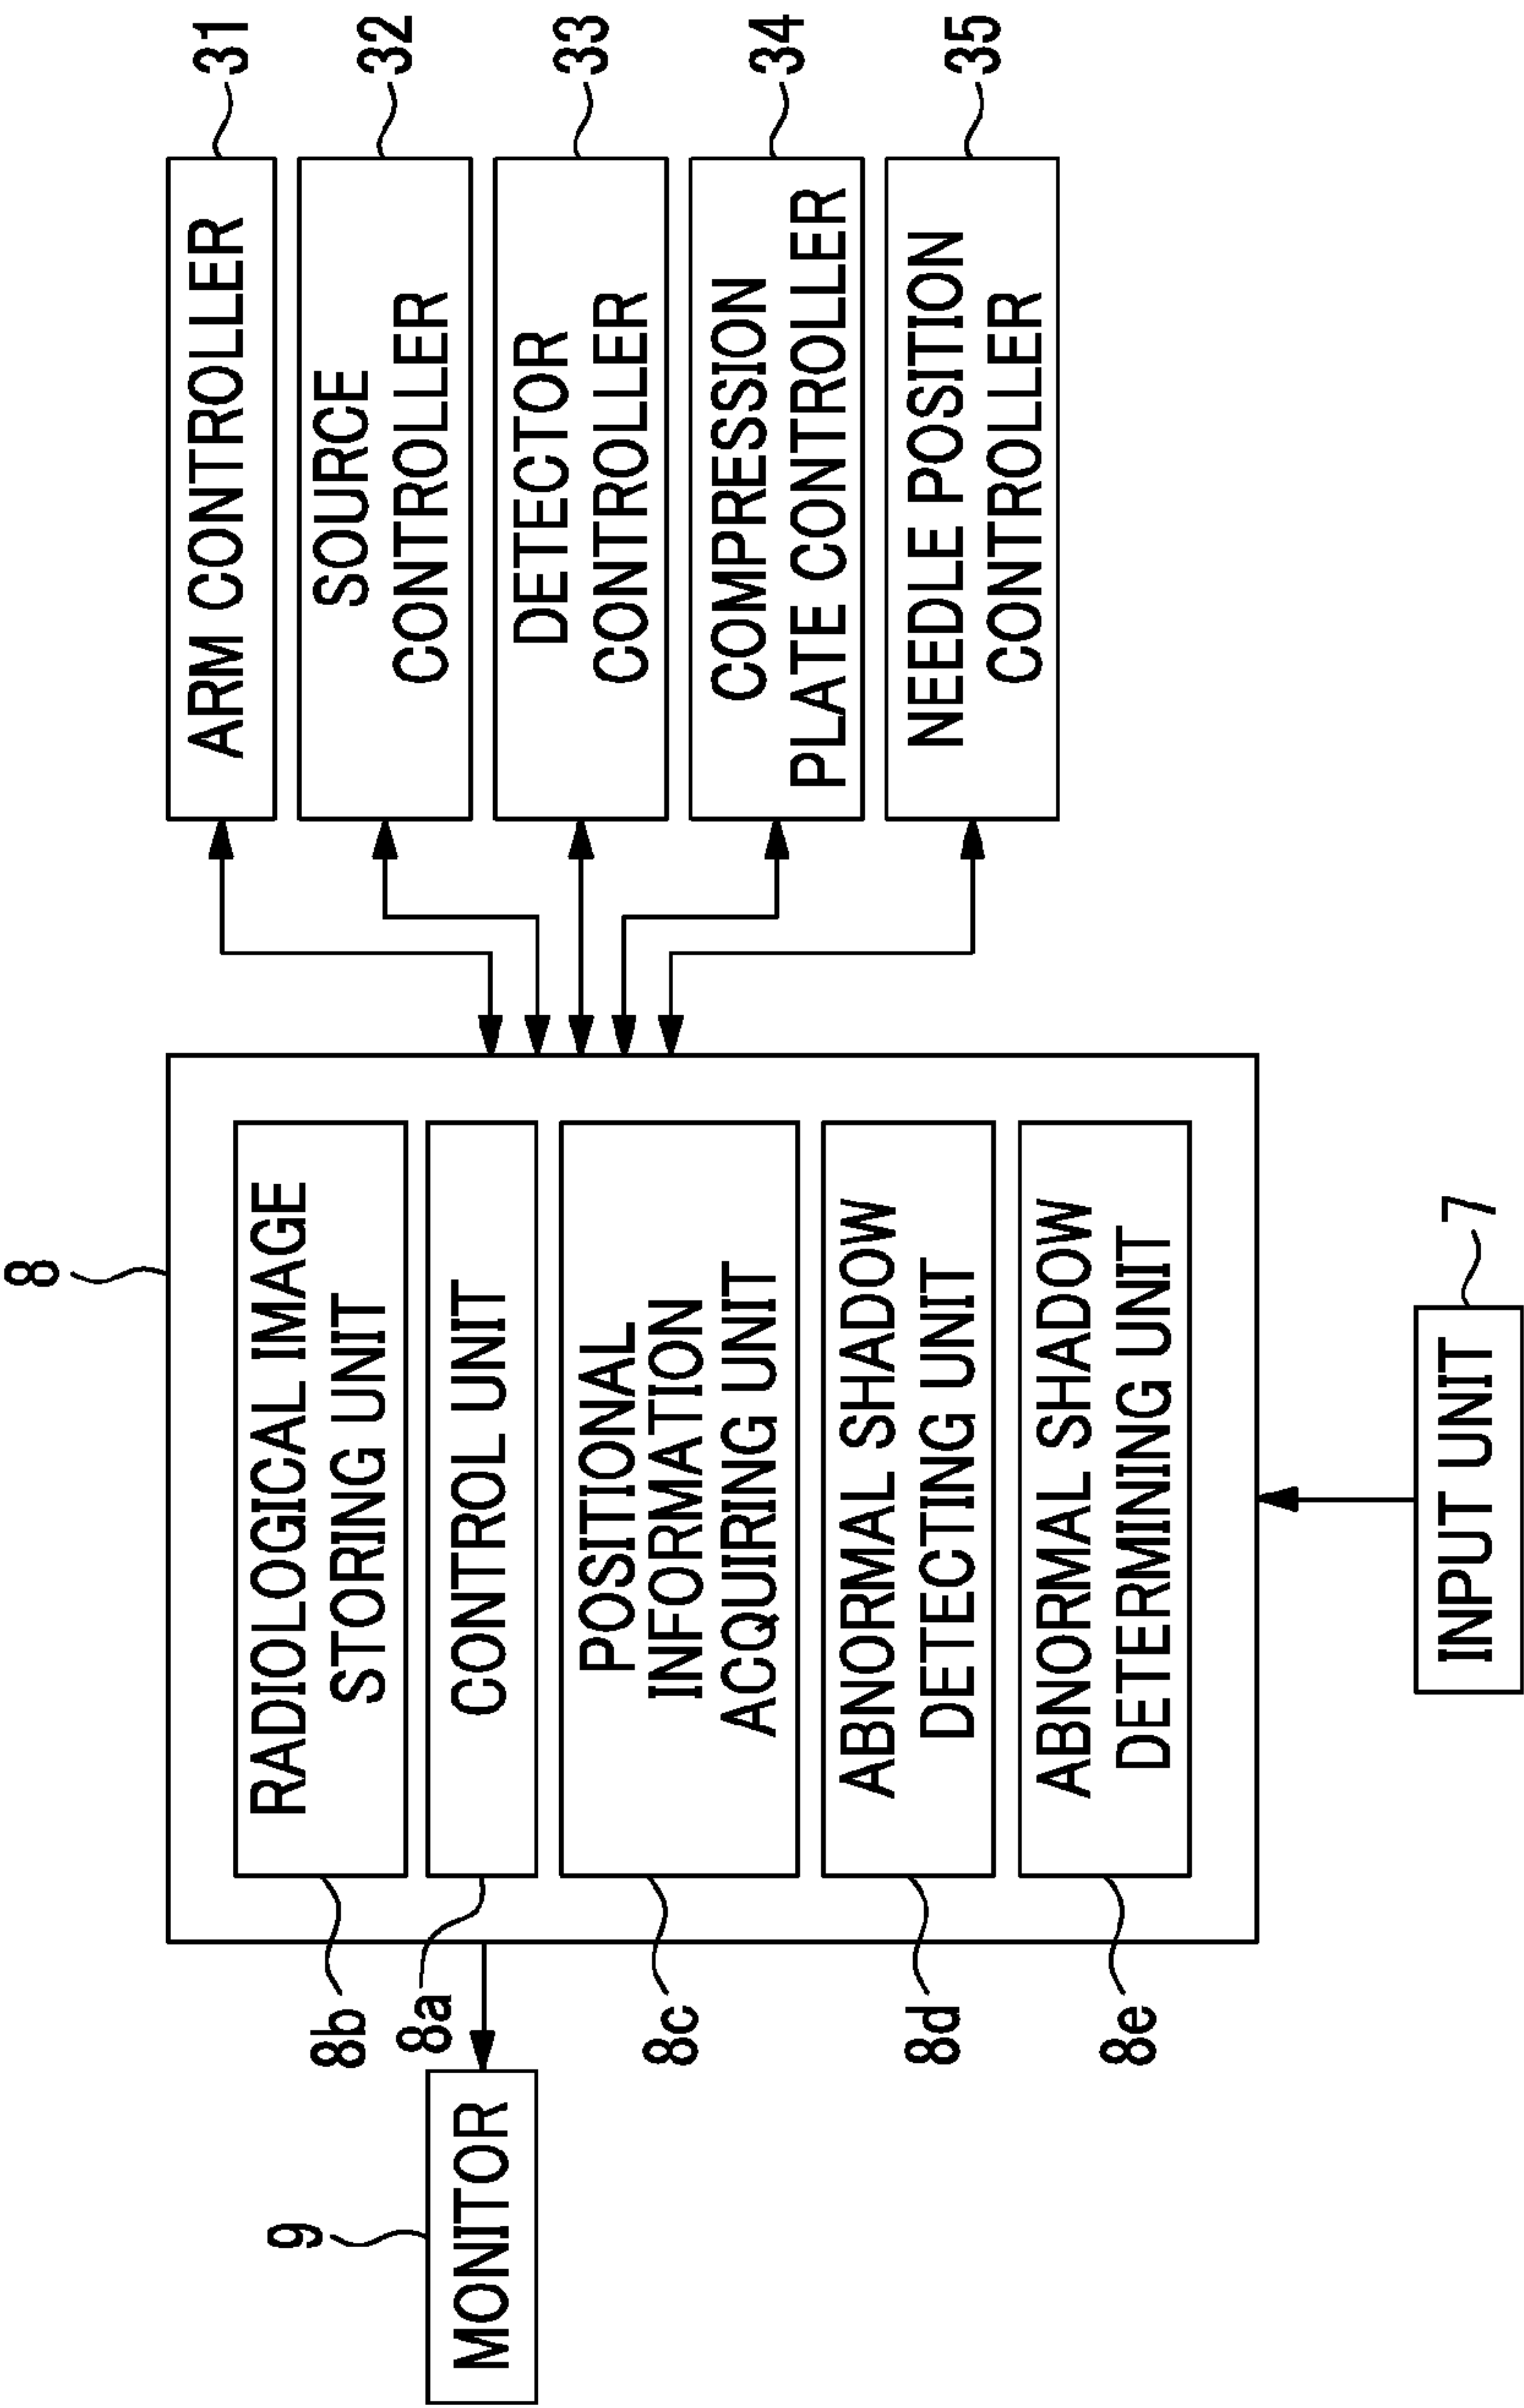 8
9
MONITOR
8b
RADIOLOGICAL IMAGE
STORING UNIT
8a
CONTROL UNIT
8c
POSITIONAL
INFORMATION
ACQUIRING UNIT
8d
ABNORMAL SHADOW
DETECTING UNIT
8e
ABNORMAL SHADOW
DETERMINING UNIT
ARM CONTROLLER
31
SOURCE
CONTROLLER
32
DETECTOR
CONTROLLER
33
COMPRESSION
PLATE CONTROLLER
34
NEEDLE POSITION
CONTROLLER
35
INPUT UNIT
7